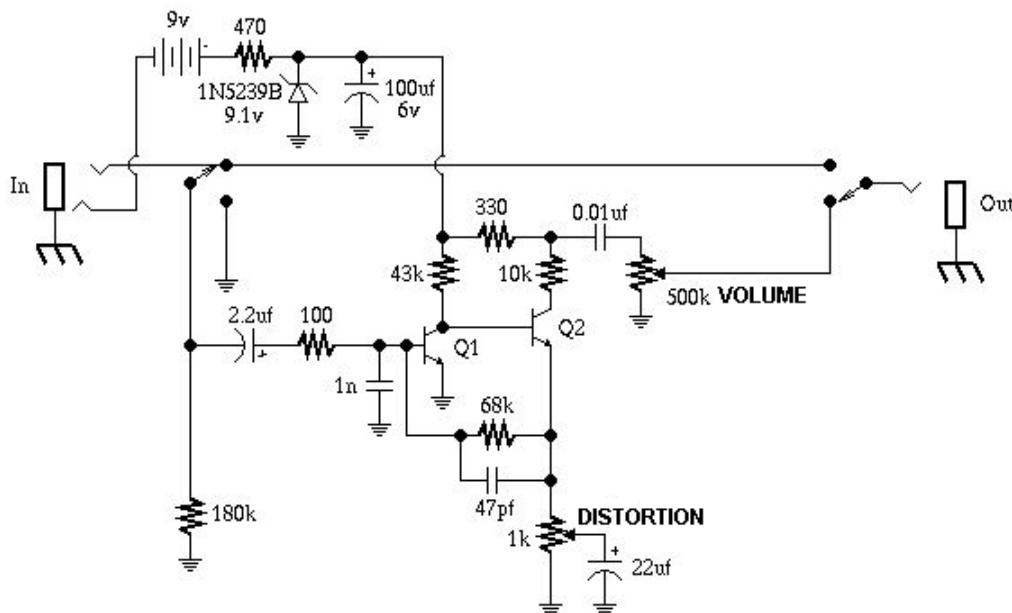 9v
470
-
1N5239B
9.1v
+
100uf
6v
In
Out
330
0.01uf
43k
10k
500k VOLUME
2.2uf
+
100
Q1
Q2
1n
68k
47pf
180k
DISTORTION
1k
+
22uf